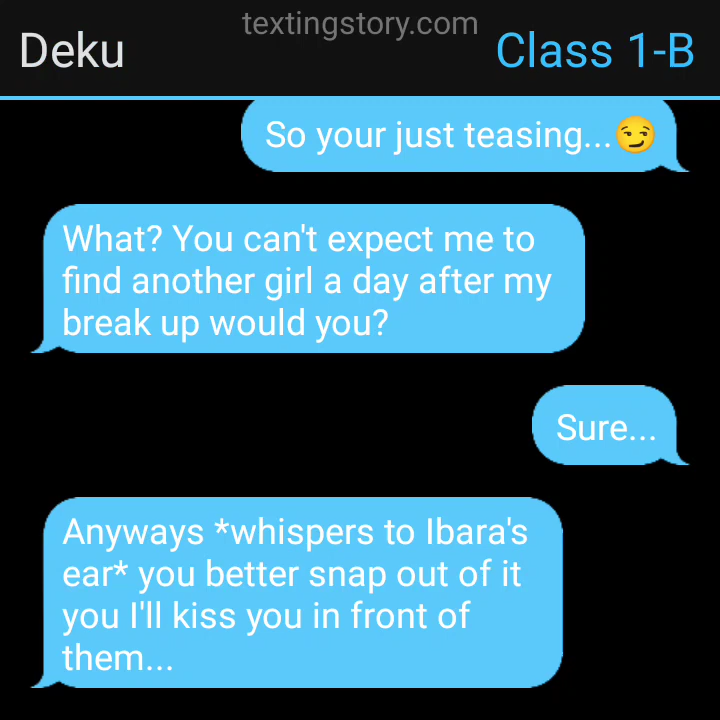 textingstory.com
Deku
Class 1-B
So your just teasing...😏
What? You can't expect me to
find another girl a day after my
break up would you?
Sure...
Anyways *whispers to Ibara's
ear* you better snap out of it
you I'll kiss you in front of
them...